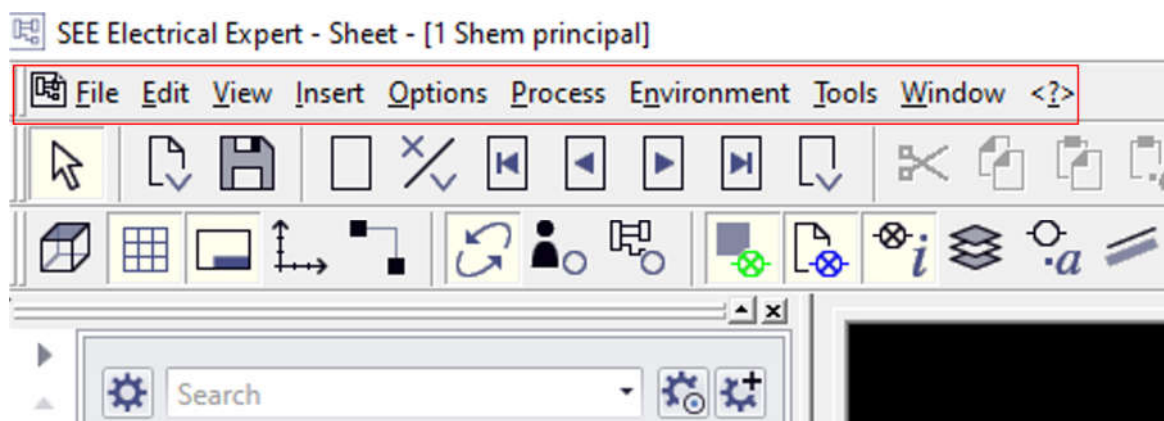 SEE Electrical Expert - Sheet - [1 Shem principal]
File Edit View Insert Options Process Environment Tools Window <?>
i a
Search